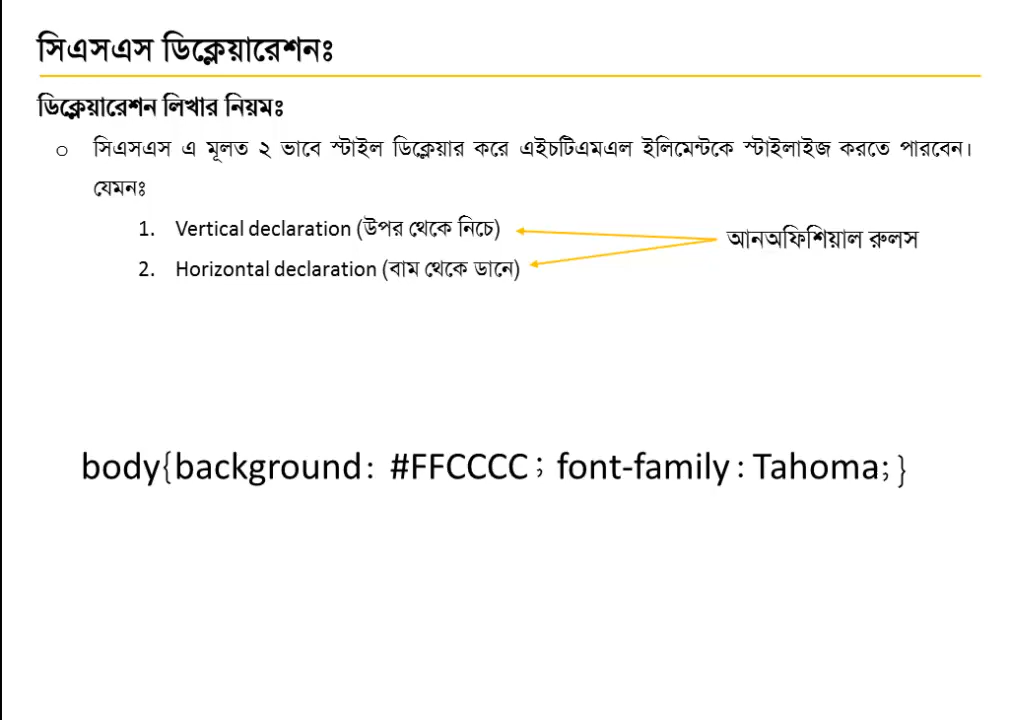 সিএসএস ডিক্লেয়ারেশনঃ
ডিক্লেয়ারেশন লিখার নিয়মঃ
o সিএসএস এ মূলত ২ ভাবে স্টাইল ডিক্লেয়ার করে এইচটিএমএল ইলিমেন্টকে স্টাইলাইজ করতে পারবেন।
যেমনঃ
1. Vertical declaration (উপর থেকে নিচে)
আনঅফিশিয়াল রুলস
2. Horizontal declaration (বাম থেকে ডানে)
body{background: #FFCCCC; font-family: Tahoma;}